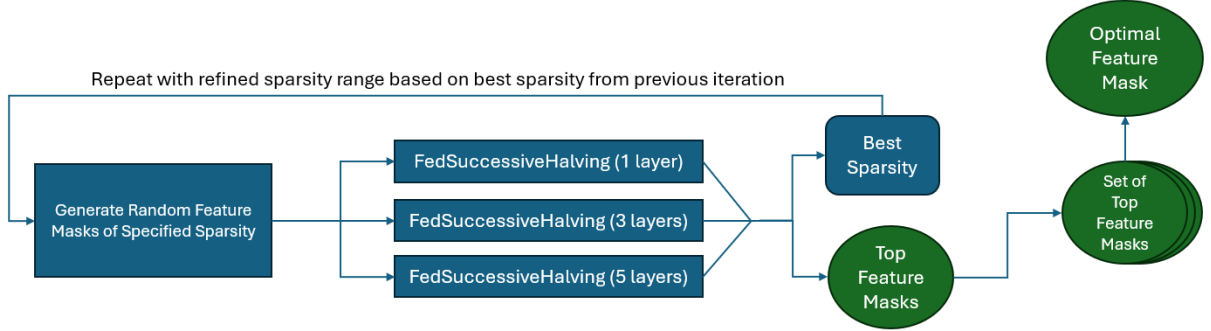 Repeat with refined sparsity range based on best sparsity from previous iteration
Generate Random Feature
Masks of Specified Sparsity
FedSuccessiveHalving (1 layer)
FedSuccessiveHalving (3 layers)
FedSuccessiveHalving (5 layers)
Best
Sparsity
Top
Feature
Masks
Set of
Top
Feature
Masks
Optimal
Feature
Mask